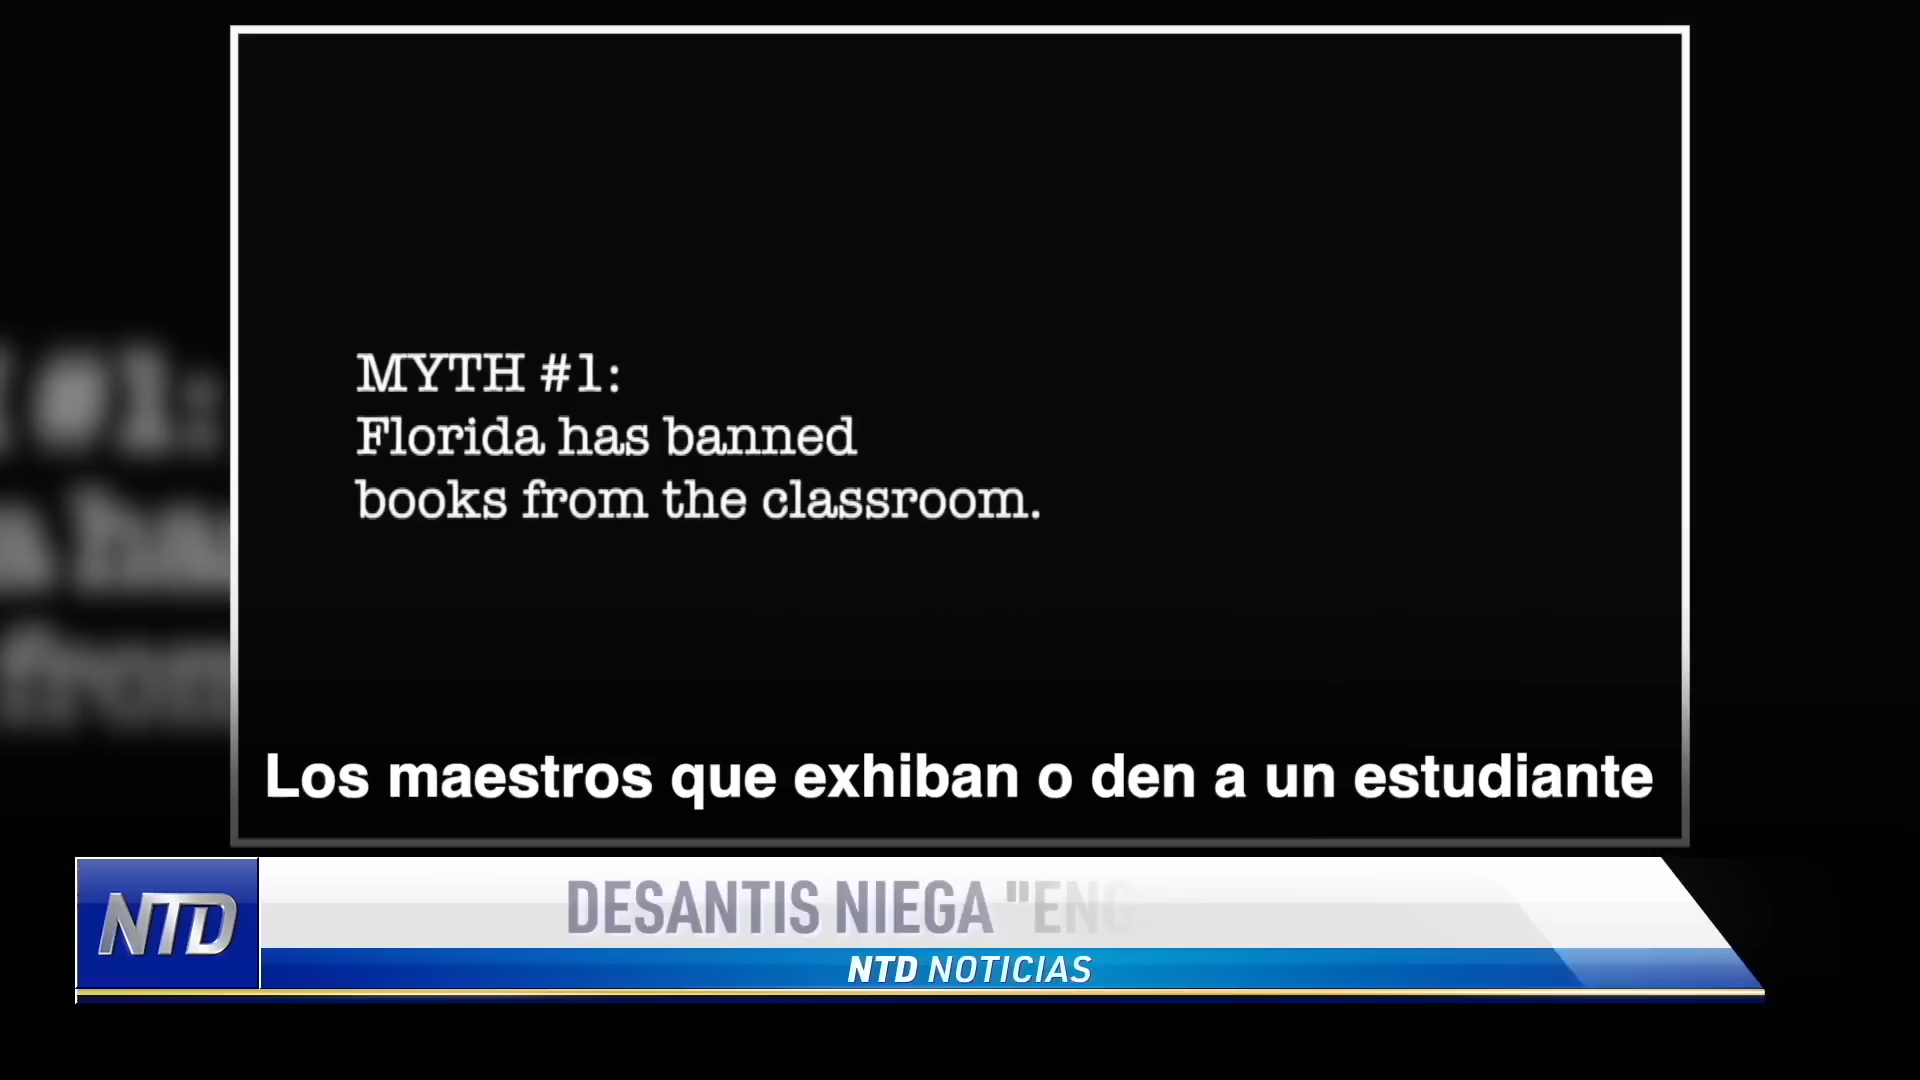 MYTH #1:
Florida has banned
books from the classroom.
Los maestros que exhiban o den a un estudiante
NTD
DESANTIS NIEGA
NTD NOTICIAS